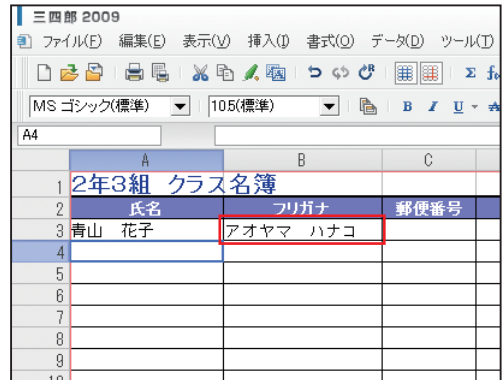 三四郎 2009
ファイル(F) 編集(E) 表示(V) 挿入(I) 書式(O) データ(D) ツール(T)
Σ
MS ゴシック(標準) 10.5(標準) B I U A
A4
A B C
1 2年3組 クラス名簿
2 氏名 フリガナ 郵便番号
3 青山 花子 アオヤマ ハナコ
4
5
6
7
8
9
10